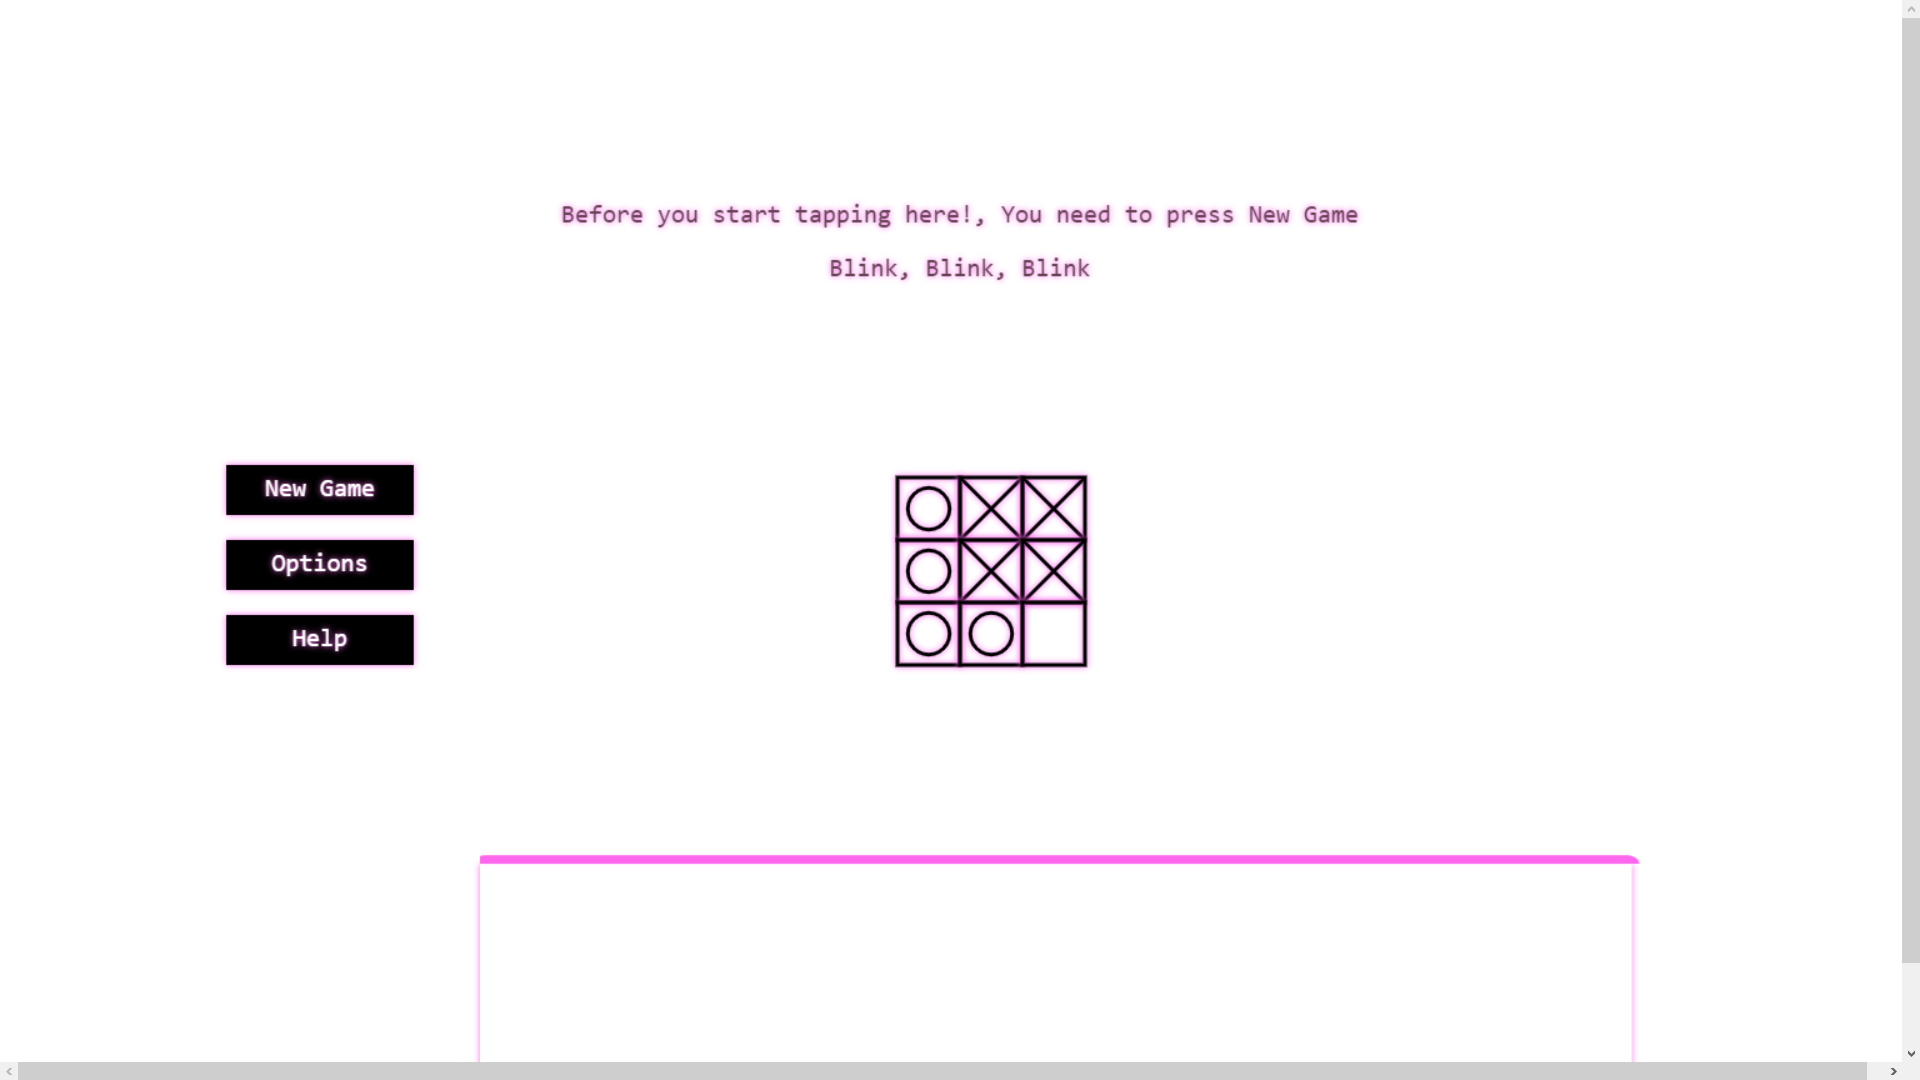 Before you start tapping here!, You need to press New Game
Blink, Blink, Blink
New Game
Options
Help